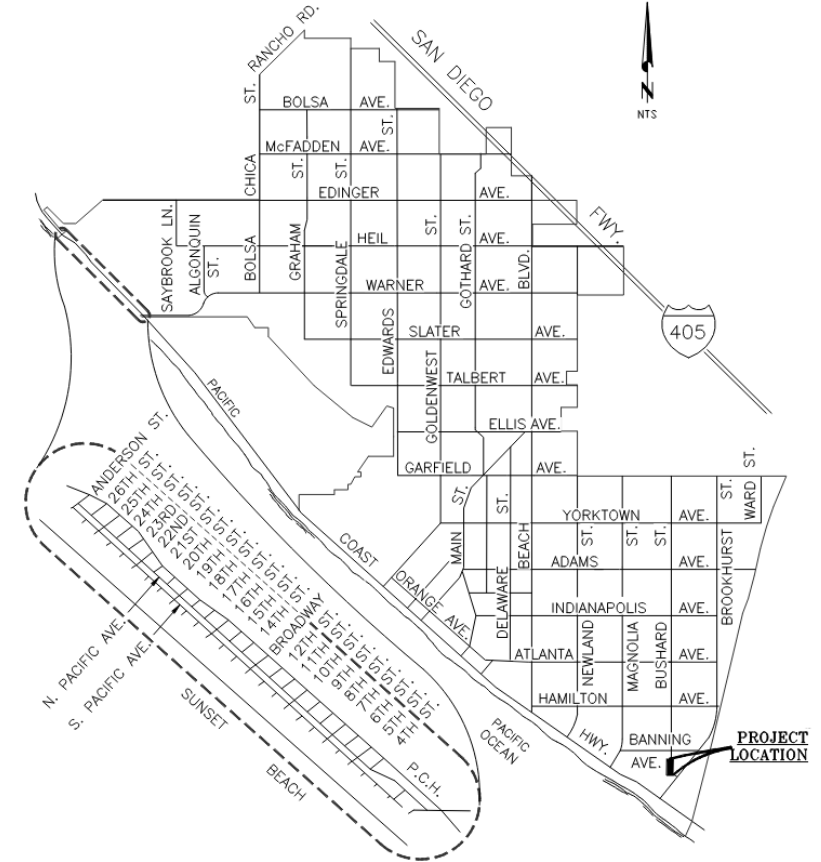 RANCHO RD.
ST.
SAN DIEGO
N
NTS
BOLSA AVE.
ST.
McFADDEN AVE.
CHICA
ST.
ST.
EDINGER AVE.
FWY.
SAYBROOK LN.
ALGONQUIN
ST.
BOLSA
GRAHAM
SPRINGDALE
HEIL AVE.
ST.
GOTHARD ST.
BLVD.
WARNER AVE.
405
EDWARDS
SLATER AVE.
GOLDENWEST
TALBERT AVE.
PACIFIC
ELLIS AVE.
GARFIELD AVE.
ST.
ST.
ST.
ST.
WARD
YORKTOWN AVE.
ST.
ST.
ST.
COAST
MAIN
BEACH
ADAMS AVE.
BROOKHURST
ORANGE AVE.
DELAWARE
INDIANAPOLIS AVE.
NEWLAND
MAGNOLIA
BUSHARD
ATLANTA AVE.
HAMILTON AVE.
PACIFIC
OCEAN
HWY.
BANNING
AVE.
PROJECT
LOCATION
ANDERSON ST.
26TH ST.
25TH ST.
24TH ST.
23RD ST.
22ND ST.
21ST ST.
20TH ST.
19TH ST.
18TH ST.
17TH ST.
16TH ST.
15TH ST.
14TH ST.
BROADWAY
12TH ST.
11TH ST.
10TH ST.
9TH ST.
8TH ST.
7TH ST.
6TH ST.
5TH ST.
4TH ST.
N. PACIFIC AVE.
S. PACIFIC AVE.
SUNSET
BEACH
P.C.H.